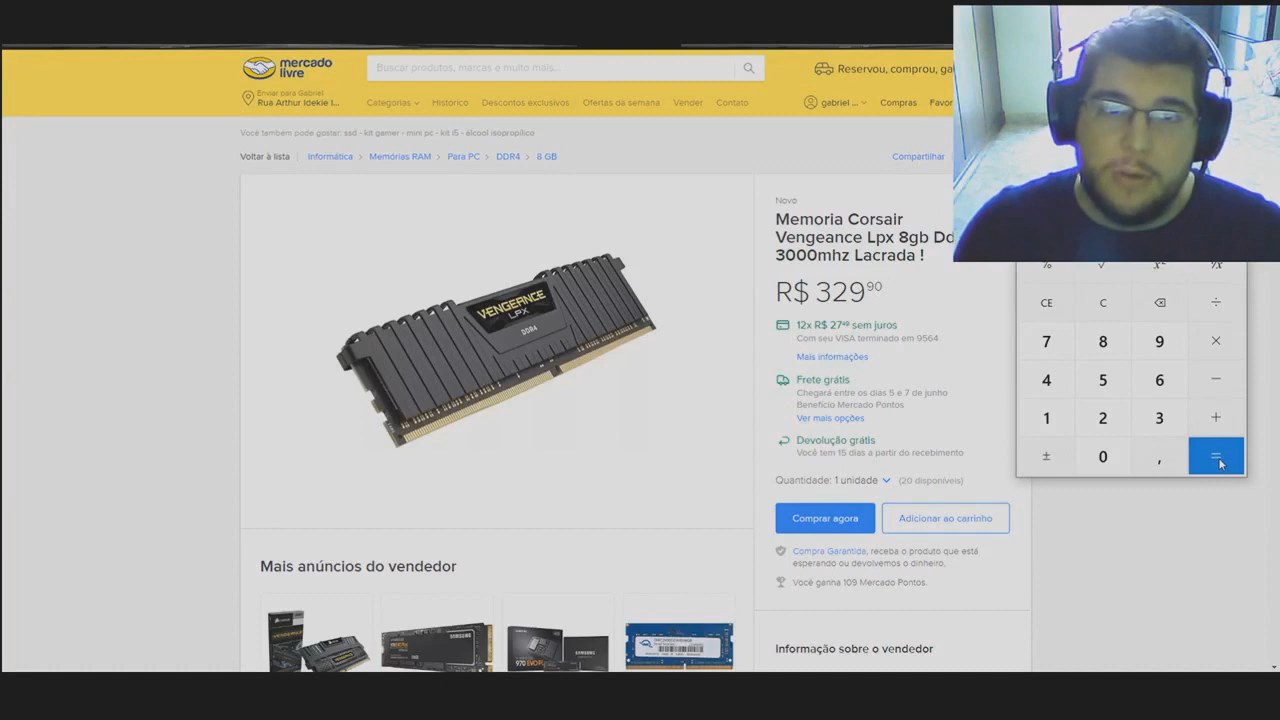 mercado
livre
Buscar produtos, marcas e muito mais...
Reservou, comprou,
Enviar para Gabriel
Rua Arthur Idekie I...
Categorias
Histórico
Descontos exclusivos
Ofertas da semana
Vender
Contato
gabriel ...
Compras
Você também pode gostar: ssd - kit gamer - mini pc - kit i5 - alcool isopropílico
Voltar à lista
Informática > Memórias RAM > Para PC > DDR4 > 8 GB
Compartilhar
VENGEANCE
LPX
DDR4
Novo
Memoria Corsair
Vengeance Lpx 8gb
3000mhz Lacrada !
R$ 329 90
12x R$ 27 49 sem juros
Com seu VISA terminado em 9564
Mais informações
Frete grátis
Chegará entre os dias 5 e 7 de junho
Benefício Mercado Pontos
Ver mais opções
Devolução grátis
Você tem 15 dias a partir do recebimento
Quantidade: 1 unidade (20 disponíveis)
Comprar agora
Adicionar ao carrinho
Compra Garantida, receba o produto que está
esperando ou devolvemos o dinheiro.
Você ganha 109 Mercado Pontos.
Informação sobre o vendedor
Mais anúncios do vendedor
SAMSUNG
970 EVO
SAMSUNG
CE C ⌫ ÷
7 8 9 ×
4 5 6 −
1 2 3 +
± 0 , =